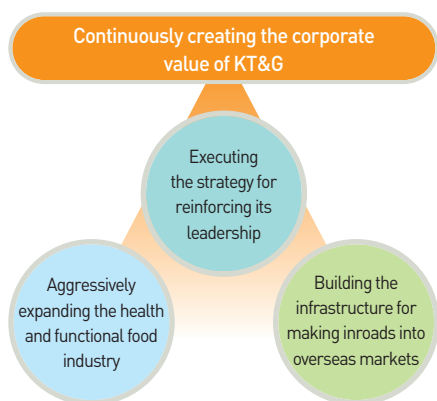 Continuously creating the corporate
value of KT&G
Executing
the strategy for
reinforcing its
leadership
Aggressively
expanding the health
and functional food
industry
Building the
infrastructure for
making inroads into
overseas markets